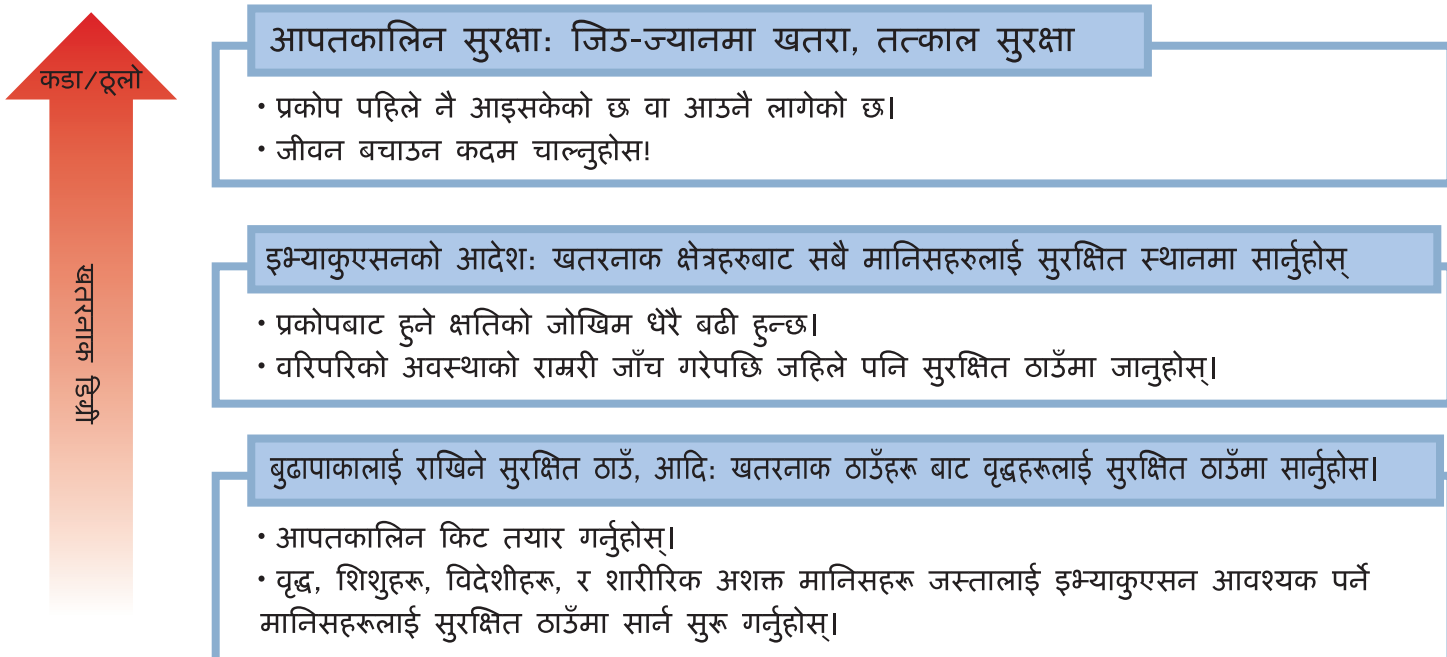 कडा/ठूलो
खतरनाक डिग्री
आपतकालिन सुरक्षा: जिउ-ज्यानमा खतरा, तत्काल सुरक्षा
・प्रकोप पहिले नै आइसकेको छ वा आउनै लागेको छ।
・जीवन बचाउन कदम चाल्नुहोस!
इभ्याकुएसनको आदेश: खतरनाक क्षेत्रहरुबाट सबै मानिसहरुलाई सुरक्षित स्थानमा सार्नुहोस्
・प्रकोपबाट हुने क्षतिको जोखिम धेरै बढी हुन्छ।
・वरिपरिको अवस्थाको राम्ररी जाँच गरेपछि जहिले पनि सुरक्षित ठाउँमा जानुहोस्।
बुढापाकालाई राखिने सुरक्षित ठाउँ, आदि: खतरनाक ठाउँहरू बाट वृद्धहरूलाई सुरक्षित ठाउँमा सार्नुहोस।
・आपतकालिन किट तयार गर्नुहोस्।
・वृद्ध, शिशुहरू, विदेशीहरू, र शारीरिक अशक्त मानिसहरू जस्तालाई इभ्याकुएसन आवश्यक पर्ने
मानिसहरूलाई सुरक्षित ठाउँमा सार्न सुरू गर्नुहोस्।